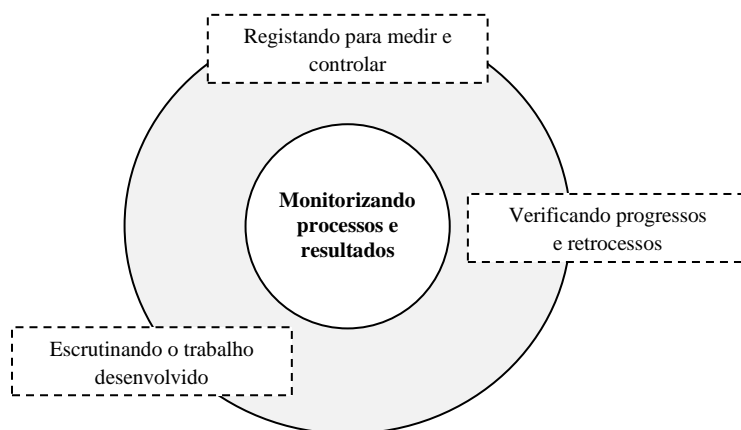 Registando para medir e
controlar
Monitorizando
processos e
resultados
Verificando progressos
e retrocessos
Escrutinando o trabalho
desenvolvido